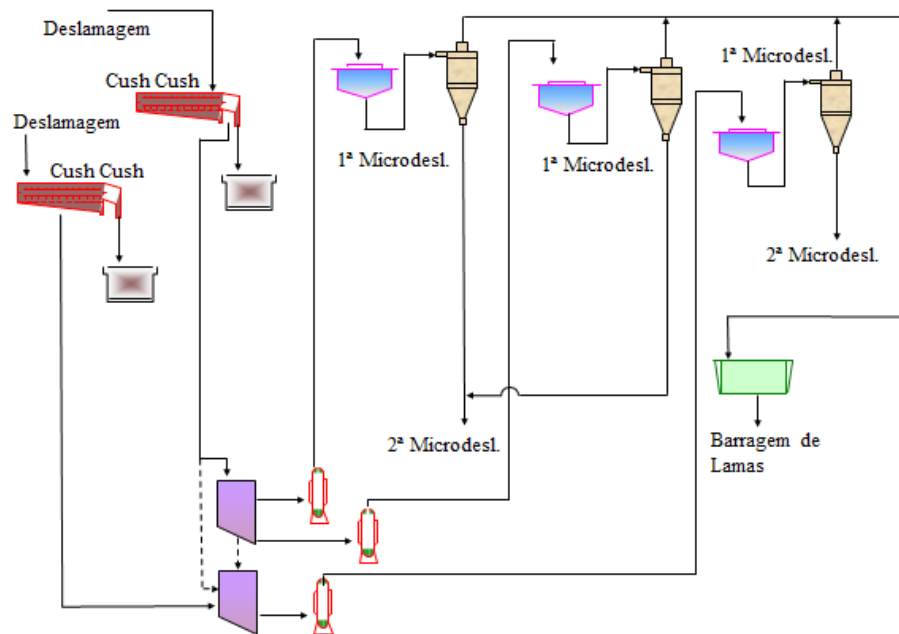 Deslamagem
Cush Cush
Deslamagem
Cush Cush
1ª Microdesl.
1ª Microdesl.
1ª Microdesl.
2ª Microdesl.
2ª Microdesl.
Barragem de
Lamas